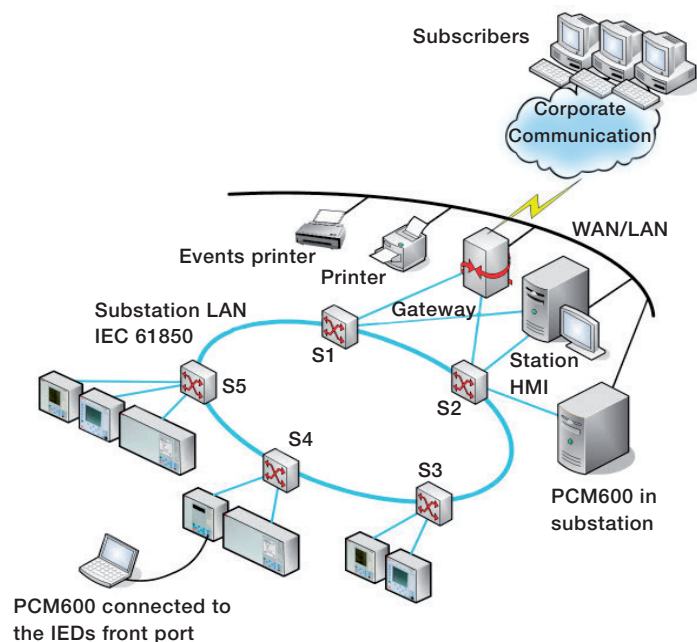 Subscribers
Corporate
Communication
WAN/LAN
Events printer
Printer
Gateway
Substation LAN
IEC 61850
S1
Station
HMI
S2
S5
S4
S3
PCM600 in
substation
PCM600 connected to
the IEDs front port